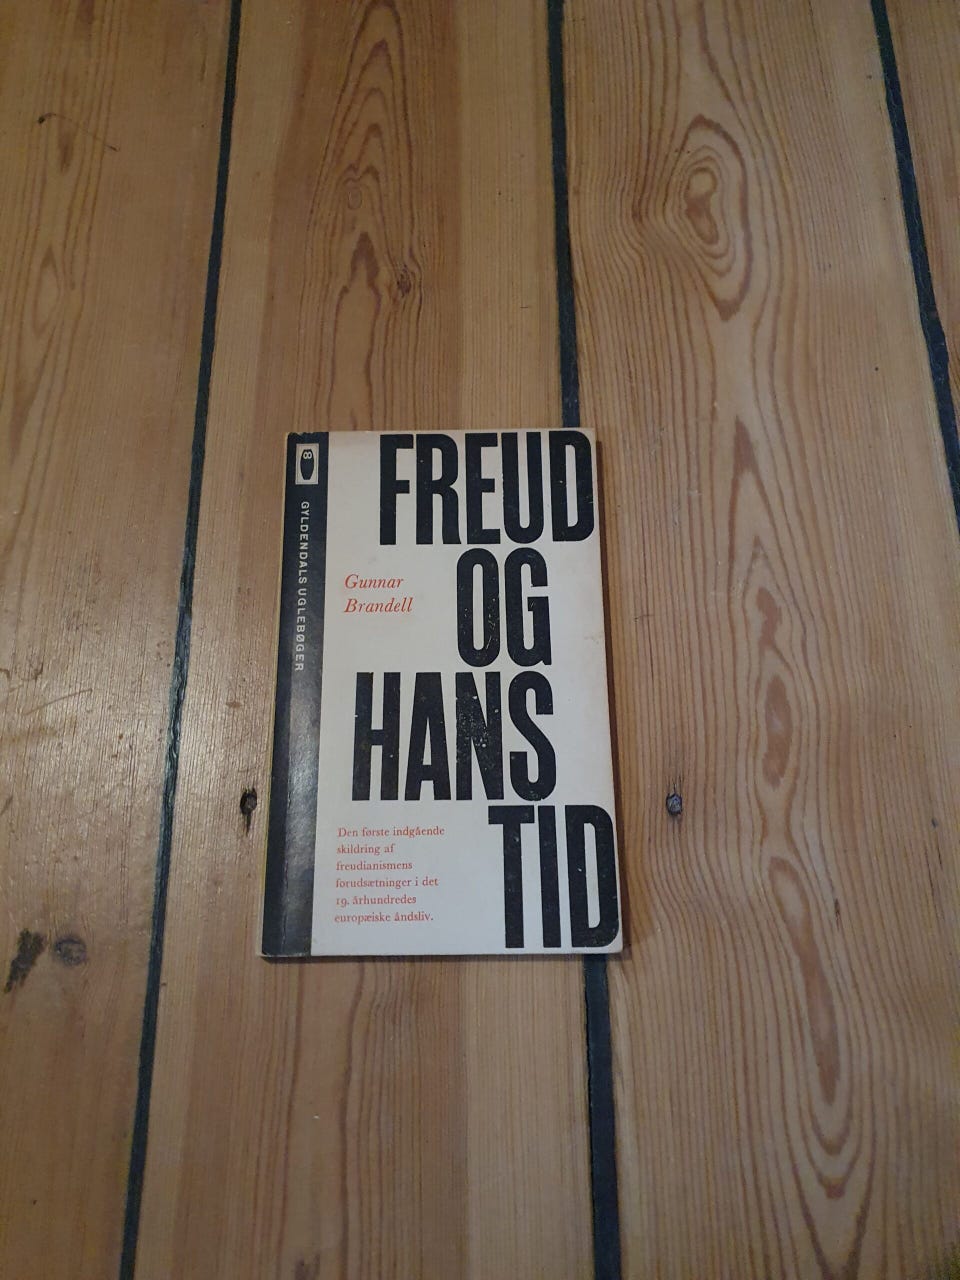 GYLDENDALS UGLEBØGER
FREUD
OG
HANS
TID
Gunnar
Brandell
Den første indgående
skildring af
freudianismens
forudsætninger i det
19. århundredes
europæiske åndsliv.